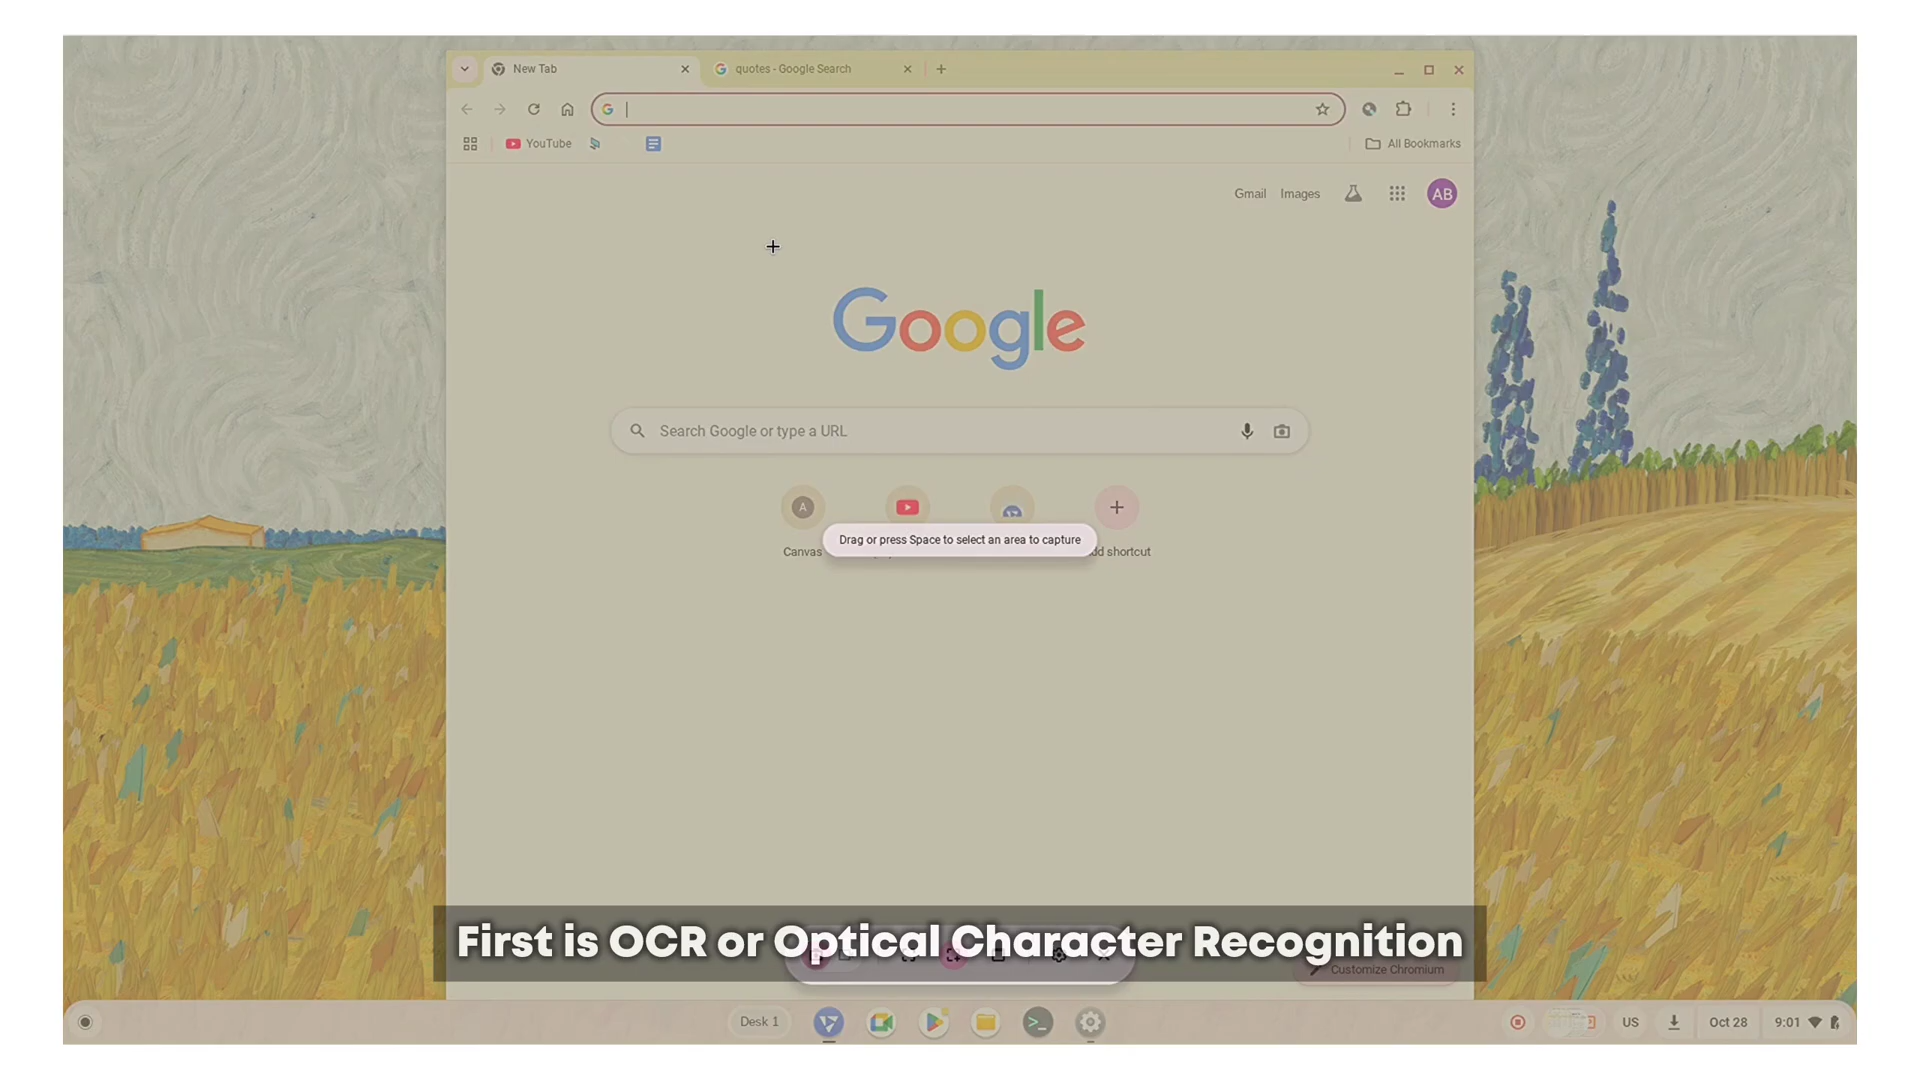 New Tab
quotes - Google Search
YouTube
All Bookmarks
Gmail Images
AB
Google
Search Google or type a URL
A
Drag or press Space to select an area to capture
Canvas
dd shortcut
First is OCR or Optical Character Recognition
Customize Chromium
Desk 1
US
Oct 28
9:01